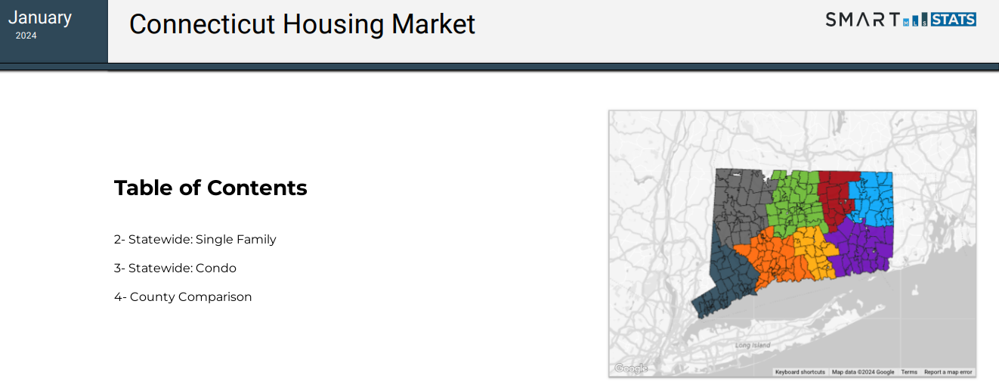 January
2024
Connecticut Housing Market
SMART MLS STATS
Table of Contents
2- Statewide: Single Family
3- Statewide: Condo
4- County Comparison
Long Island
Google
Keyboard shortcuts Map data ©2024 Google Terms Report a map error